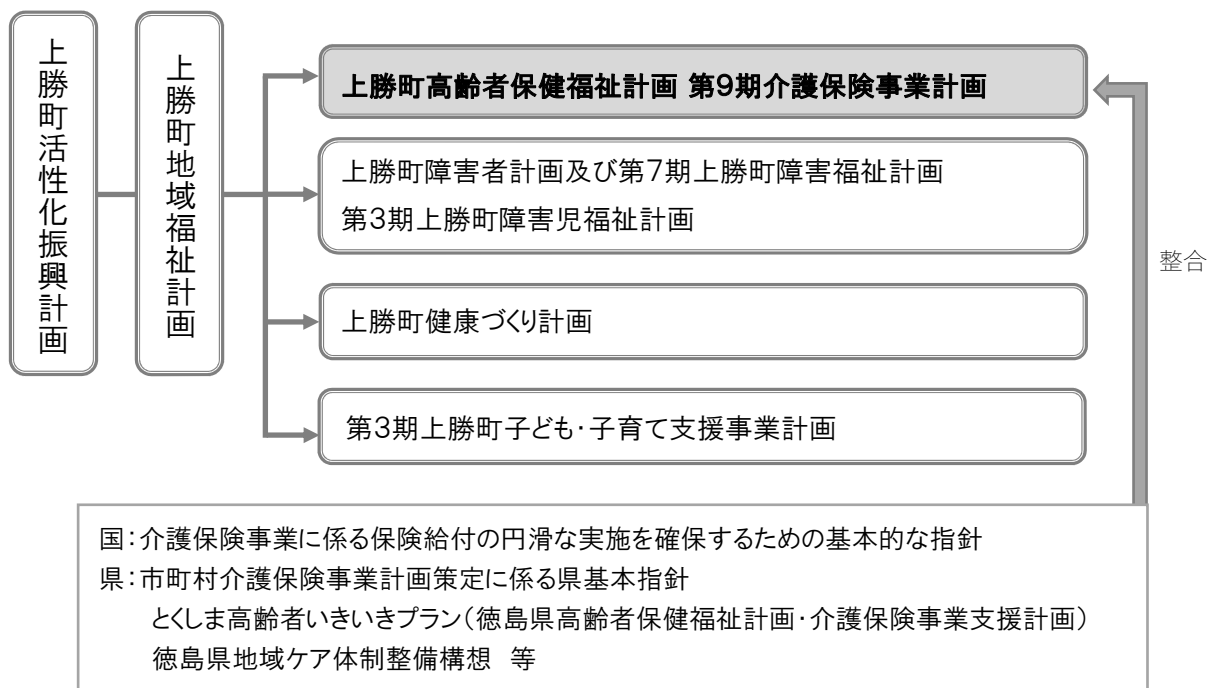 上勝町活性化振興計画
上勝町地域福祉計画
上勝町高齢者保健福祉計画 第9期介護保険事業計画
上勝町障害者計画及び第7期上勝町障害福祉計画
第3期上勝町障害児福祉計画
上勝町健康づくり計画
第3期上勝町子ども・子育て支援事業計画
整合
国：介護保険事業に係る保険給付の円滑な実施を確保するための基本的な指針
県：市町村介護保険事業計画策定に係る県基本指針
とくしま高齢者いきいきプラン（徳島県高齢者保健福祉計画・介護保険事業支援計画）
徳島県地域ケア体制整備構想　等